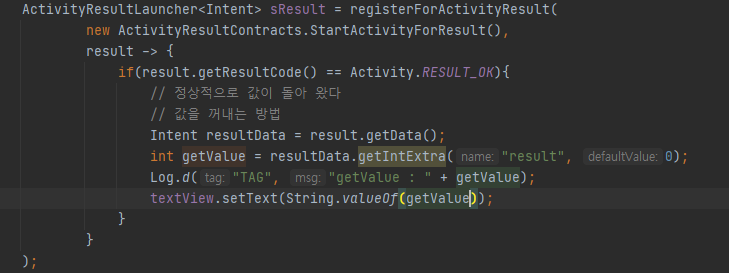 ActivityResultLauncher<Intent> sResult = registerForActivityResult(
new ActivityResultContracts.StartActivityForResult(),
result -> {
if(result.getResultCode() == Activity.RESULT_OK){
// 정상적으로 값이 돌아 왔다
// 값을 꺼내는 방법
Intent resultData = result.getData();
int getValue = resultData.getIntExtra( name: "result", defaultValue: 0);
Log.d( tag: "TAG", msg: "getValue : " + getValue);
textView.setText(String.valueOf(getValue));
}
}
);